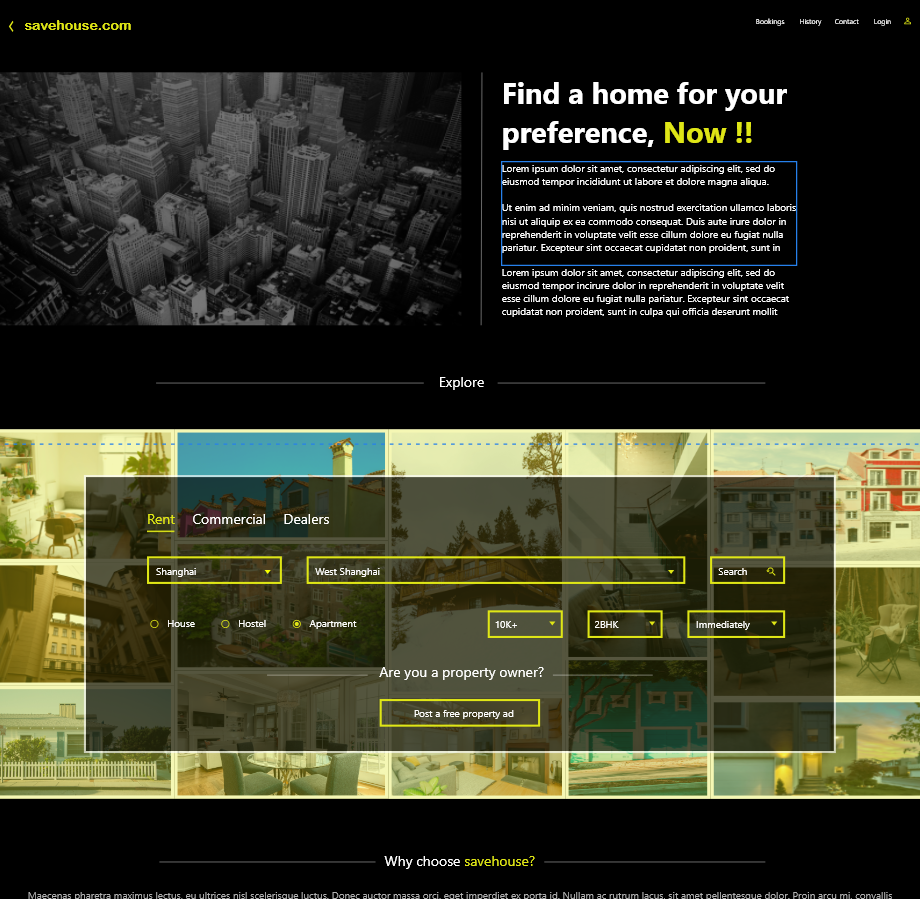 savehouse.com
Bookings History Contact Login
Find a home for your
preference, Now !!
Lorem ipsum dolor sit amet, consectetur adipiscing elit, sed do
eiusmod tempor incididunt ut labore et dolore magna aliqua.
Ut enim ad minim veniam, quis nostrud exercitation ullamco laboris
nisi ut aliquip ex ea commodo consequat. Duis aute irure dolor in
reprehenderit in voluptate velit esse cillum dolore eu fugiat nulla
pariatur. Excepteur sint occaecat cupidatat non proident, sunt in
Lorem ipsum dolor sit amet, consectetur adipiscing elit, sed do
eiusmod tempor incirure dolor in reprehenderit in voluptate velit
esse cillum dolore eu fugiat nulla pariatur. Excepteur sint occaecat
cupidatat non proident, sunt in culpa qui officia deserunt mollit
Explore
Rent Commercial Dealers
Shanghai West Shanghai Search
House Hostel Apartment 10K+ 2BHK Immediately
Are you a property owner?
Post a free property ad
Why choose savehouse?
Maecenas pharetra maximus lectus, eu ultrices nisl scelerisque luctus. Donec auctor massa orci, eget imperdiet ex porta id. Nullam ac rutrum lacus, sit amet pellentesque dolor. Proin arcu mi, convallis